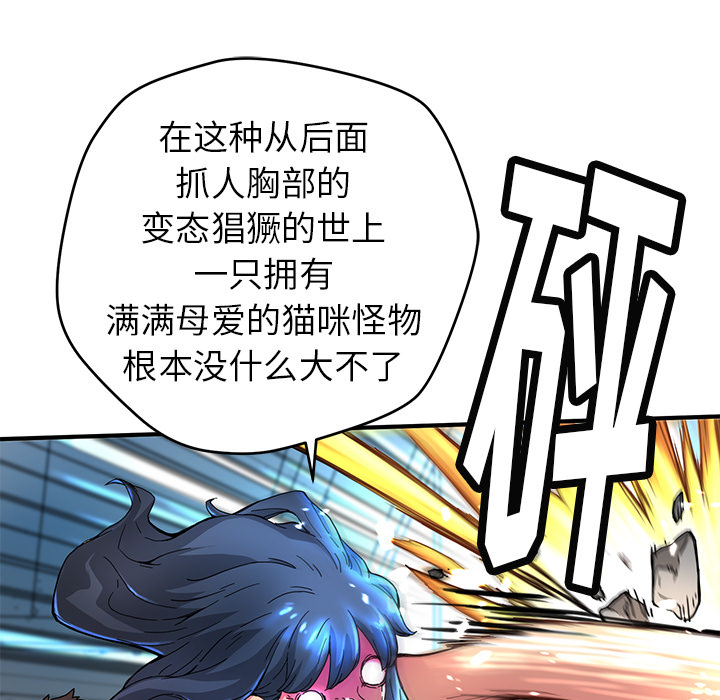 在这种从后面
抓人胸部的
变态猖獗的世上
一只拥有
满满母爱的猫咪怪物
根本没什么大不了
砰